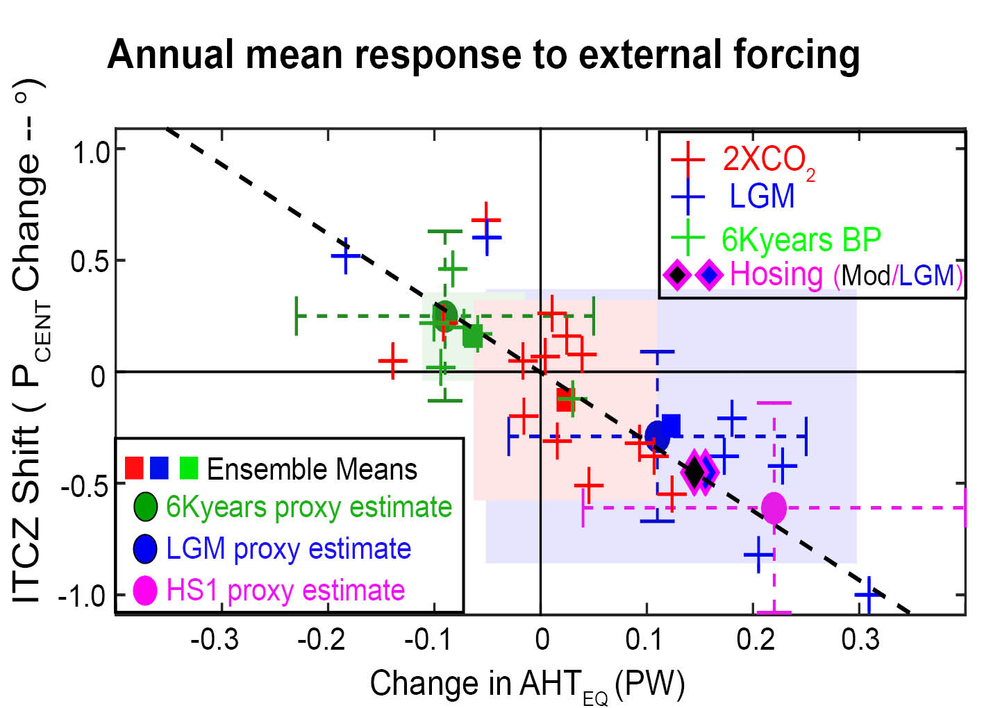 Annual mean response to external forcing
ITCZ Shift ( P_CENT Change -- º)
1.0
0.5
0
-0.5
-1.0
2XCO₂
LGM
6Kyears BP
Hosing (Mod/LGM)
Ensemble Means
6Kyears proxy estimate
LGM proxy estimate
HS1 proxy estimate
-0.3 -0.2 -0.1 0 0.1 0.2 0.3
Change in AHT_EQ (PW)